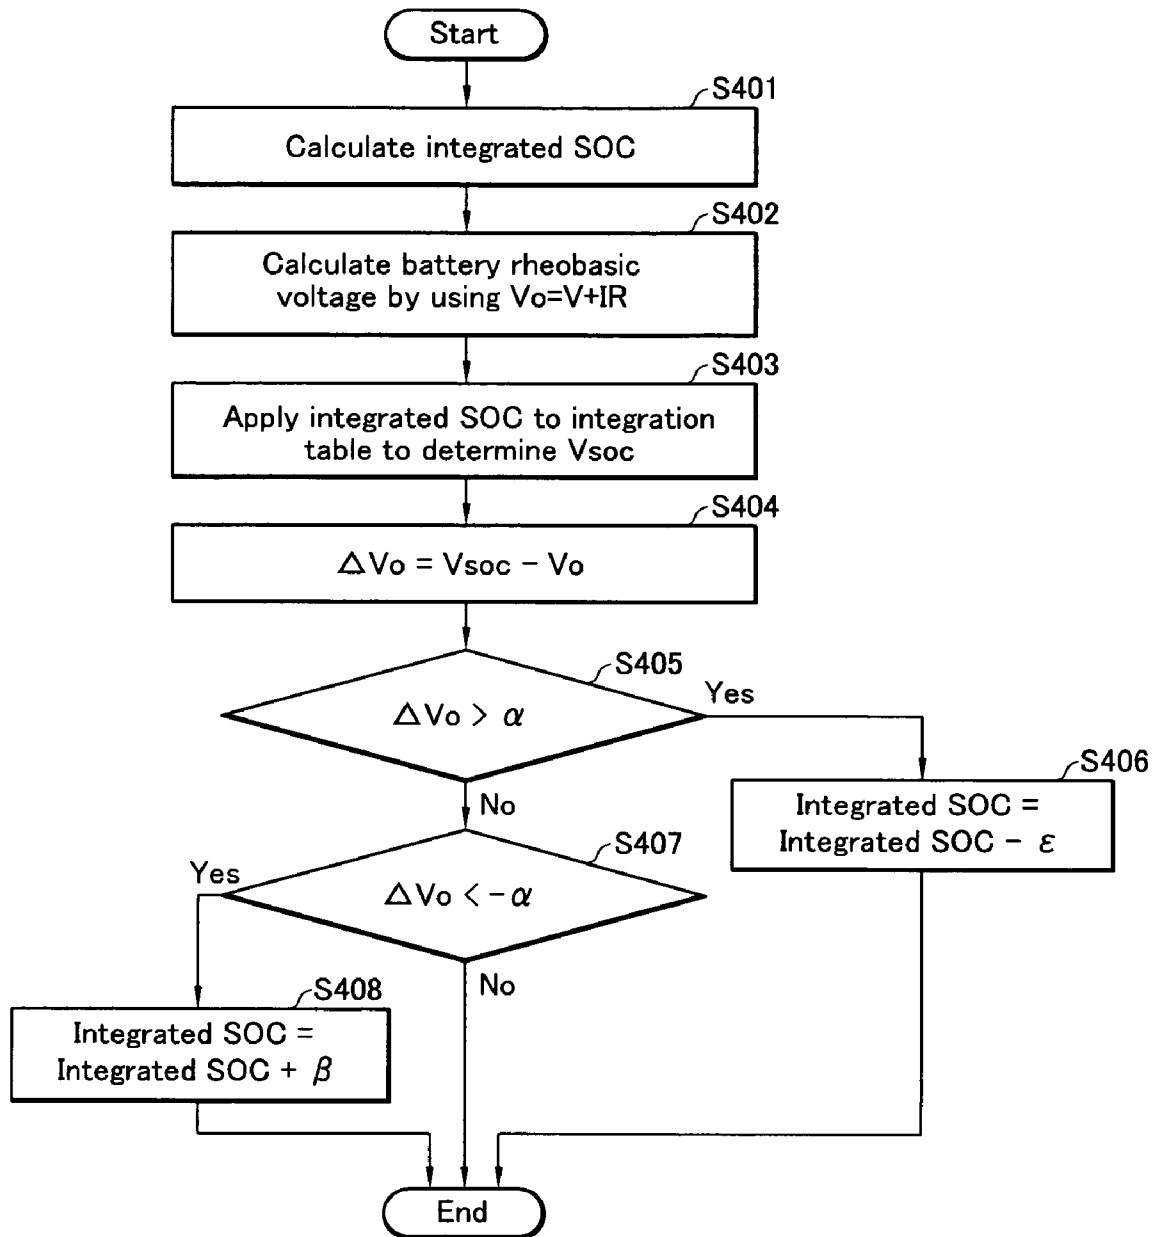 Start
S401
Calculate integrated SOC
S402
Calculate battery rheobasic
voltage by using Vo=V+IR
S403
Apply integrated SOC to integration
table to determine Vsoc
S404
△Vo = Vsoc - Vo
S405
△Vo > α
Yes
No
S406
Integrated SOC =
Integrated SOC - ε
S407
△Vo < -α
Yes
No
S408
Integrated SOC =
Integrated SOC + β
End